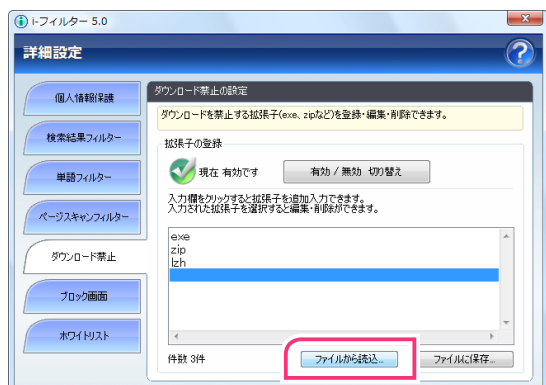 i-フィルター 5.0
詳細設定
個人情報保護
検索結果フィルター
単語フィルター
ページスキャンフィルター
ダウンロード禁止
ブロック画面
ホワイトリスト
ダウンロード禁止の設定
ダウンロードを禁止する拡張子(exe、zipなど)を登録・編集・削除できます。
拡張子の登録
現在 有効です
有効 / 無効 切り替え
入力欄をクリックすると拡張子を追加入力できます。
入力された拡張子を選択すると編集・削除ができます。
exe
zip
lzh
件数 3件
ファイルから読込...
ファイルに保存...